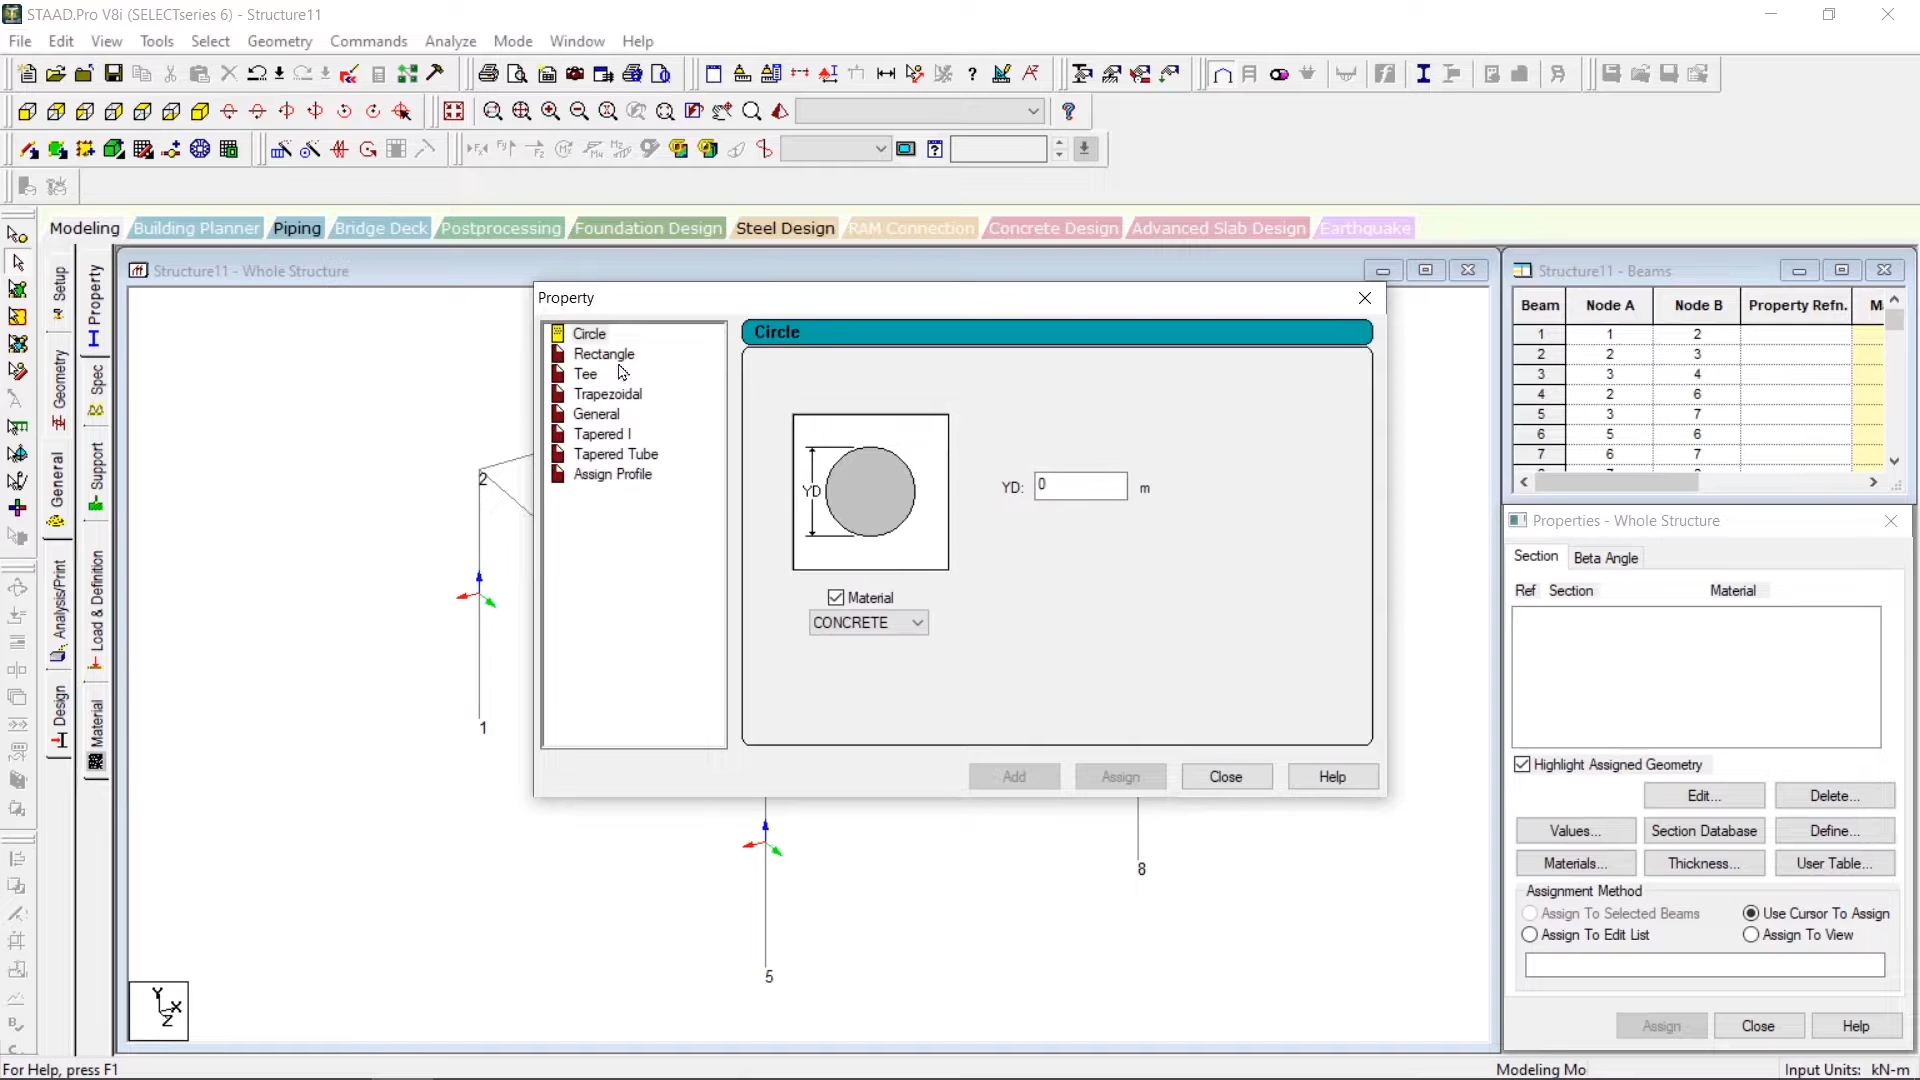 STAAD.Pro V8i (SELECTseries 6) - Structure11
File Edit View Tools Select Geometry Commands Analyze Mode Window Help
Modeling Building Planner Piping Bridge Deck Postprocessing Foundation Design Steel Design RAM Connection Concrete Design Advanced Slab Design Earthquake
Setup
Geometry
General
Analysis/Print
Design
Property
Spec
Support
Load & Definition
Material
Structure11 - Whole Structure
2
1
5
8
Y
X
Z
Property
Circle
Rectangle
Tee
Trapezoidal
General
Tapered I
Tapered Tube
Assign Profile
Circle
YD
YD: 0 m
Material
CONCRETE
Add Assign Close Help
Structure11 - Beams
Beam Node A Node B Property Refn.
1 1 2
2 2 3
3 3 4
4 2 6
5 3 7
6 5 6
7 6 7
Properties - Whole Structure
Section Beta Angle
Ref Section Material
Highlight Assigned Geometry
Edit... Delete...
Values... Section Database Define...
Materials... Thickness... User Table...
Assignment Method
Assign To Selected Beams Use Cursor To Assign
Assign To Edit List Assign To View
Assign Close Help
For Help, press F1 Modeling Mo Input Units: kN-m